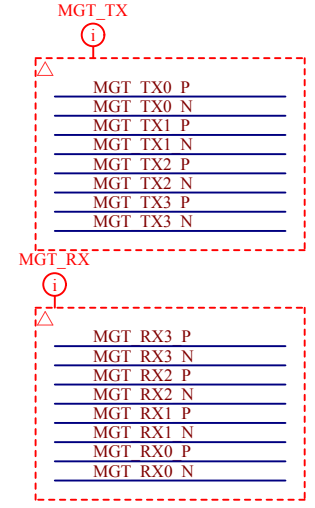 MGT_TX
i
MGT_TX0_P
MGT_TX0_N
MGT_TX1_P
MGT_TX1_N
MGT_TX2_P
MGT_TX2_N
MGT_TX3_P
MGT_TX3_N
MGT_RX
i
MGT_RX3_P
MGT_RX3_N
MGT_RX2_P
MGT_RX2_N
MGT_RX1_P
MGT_RX1_N
MGT_RX0_P
MGT_RX0_N